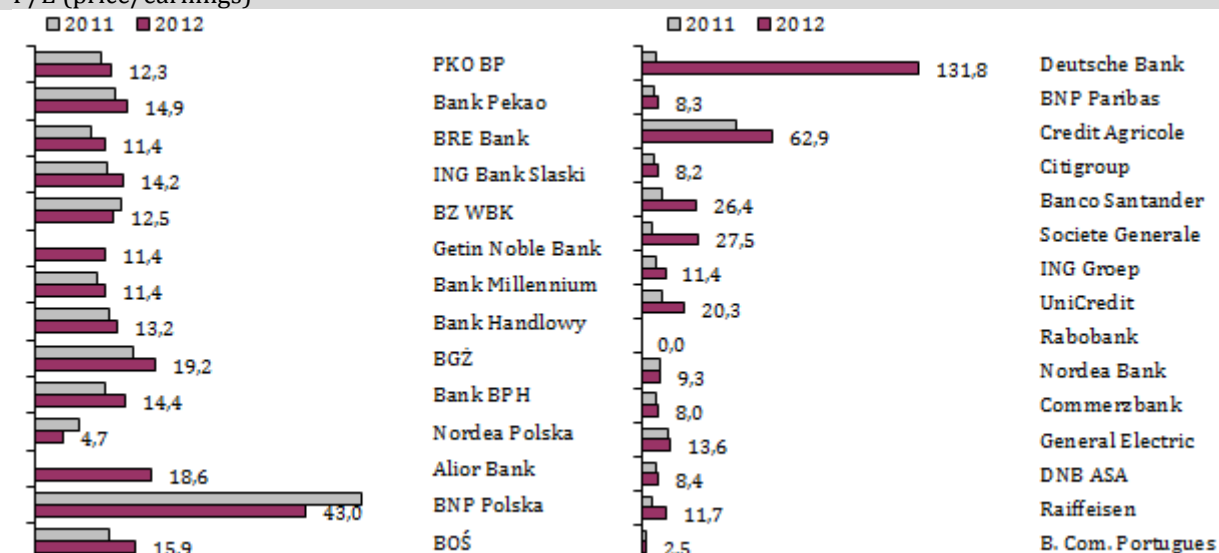 P/E (price/earnings)
2011 2012
12,3 PKO BP
14,9 Bank Pekao
11,4 BRE Bank
14,2 ING Bank Slaski
12,5 BZ WBK
11,4 Getin Noble Bank
11,4 Bank Millennium
13,2 Bank Handlowy
19,2 BGŻ
14,4 Bank BPH
4,7 Nordea Polska
18,6 Alior Bank
43,0 BNP Polska
15,9 BOŚ
2011 2012
131,8 Deutsche Bank
8,3 BNP Paribas
62,9 Credit Agricole
8,2 Citigroup
26,4 Banco Santander
27,5 Societe Generale
11,4 ING Groep
20,3 UniCredit
0,0 Rabobank
9,3 Nordea Bank
8,0 Commerzbank
13,6 General Electric
8,4 DNB ASA
11,7 Raiffeisen
2,5 B. Com. Portugues